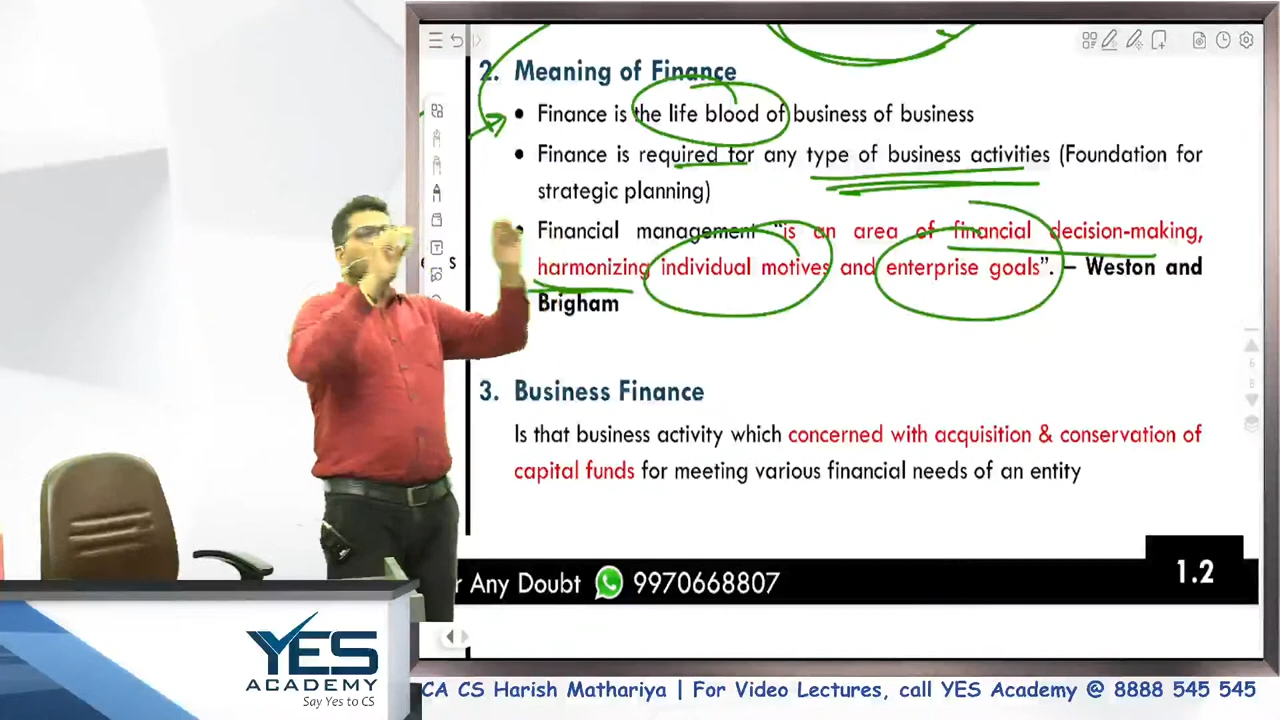 2. Meaning of Finance
• Finance is the life blood of business of business
• Finance is required for any type of business activities (Foundation for
strategic planning)
• Financial management “is an area of financial decision-making,
harmonizing individual motives and enterprise goals”. – Weston and
Brigham
3. Business Finance
Is that business activity which concerned with acquisition & conservation of
capital funds for meeting various financial needs of an entity
1.2
r Any Doubt 9970668807
YES
ACADEMY
Say Yes to CS
CA CS Harish Mathariya | For Video Lectures, call YES Academy @ 8888 545 545